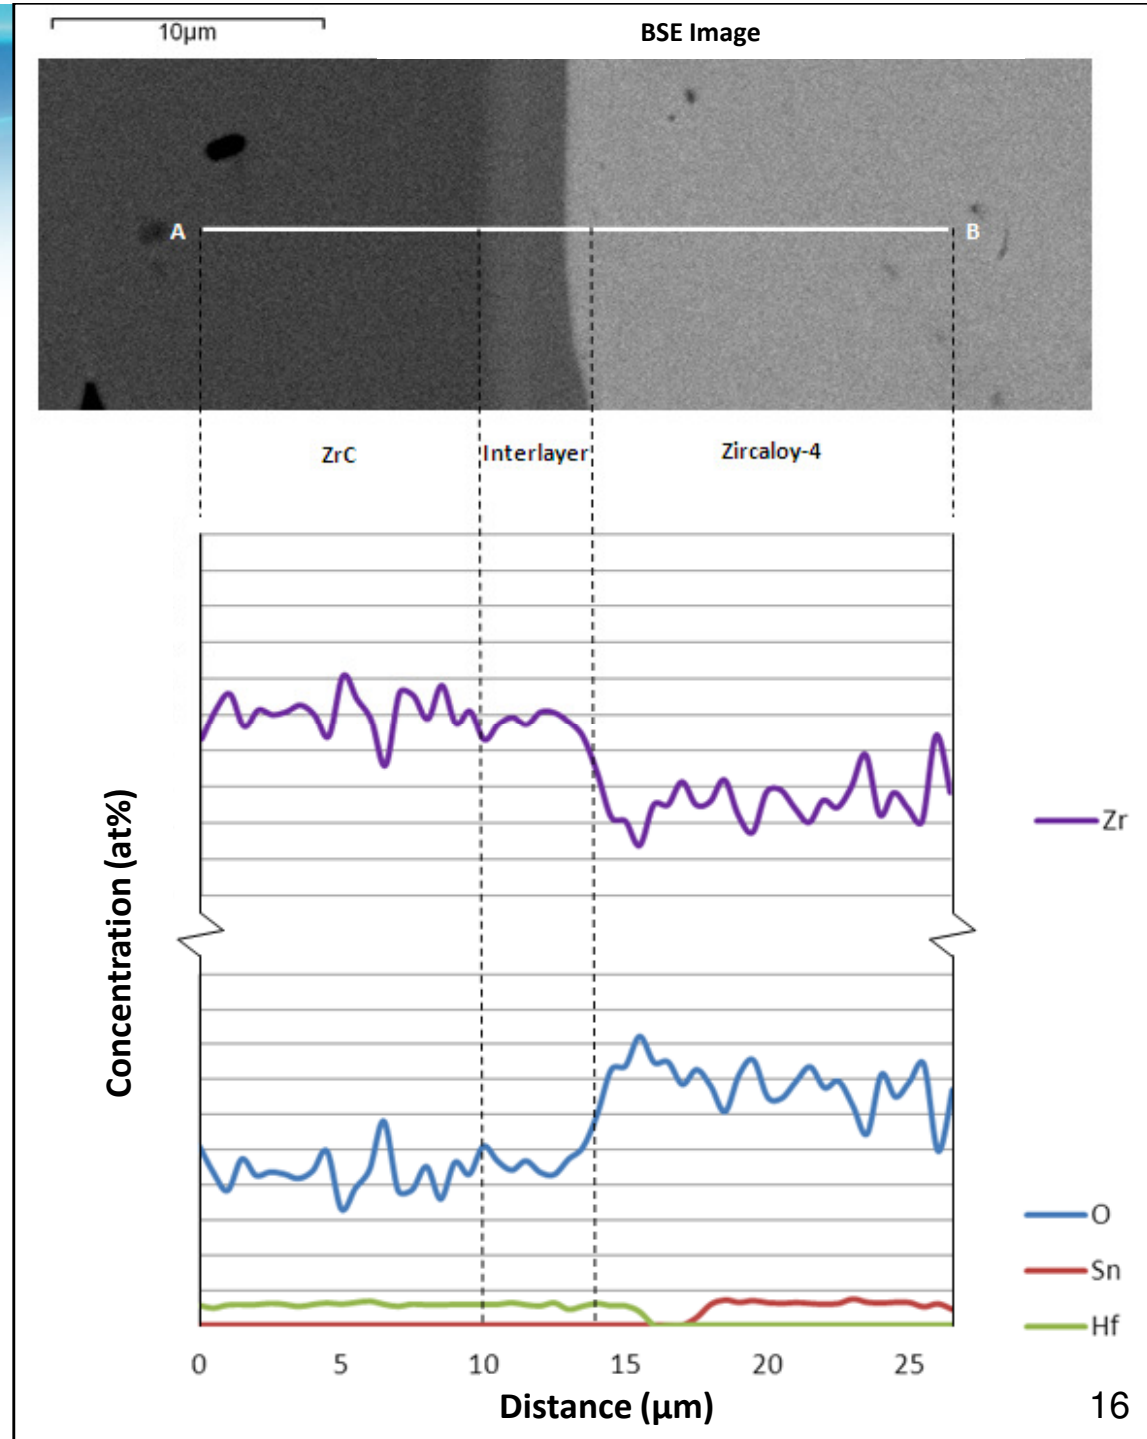 10µm
BSE Image
A
B
ZrC
Interlayer
Zircaloy-4
Concentration (at%)
Zr
O
Sn
Hf
0 5 10 15 20 25
Distance (µm)
16